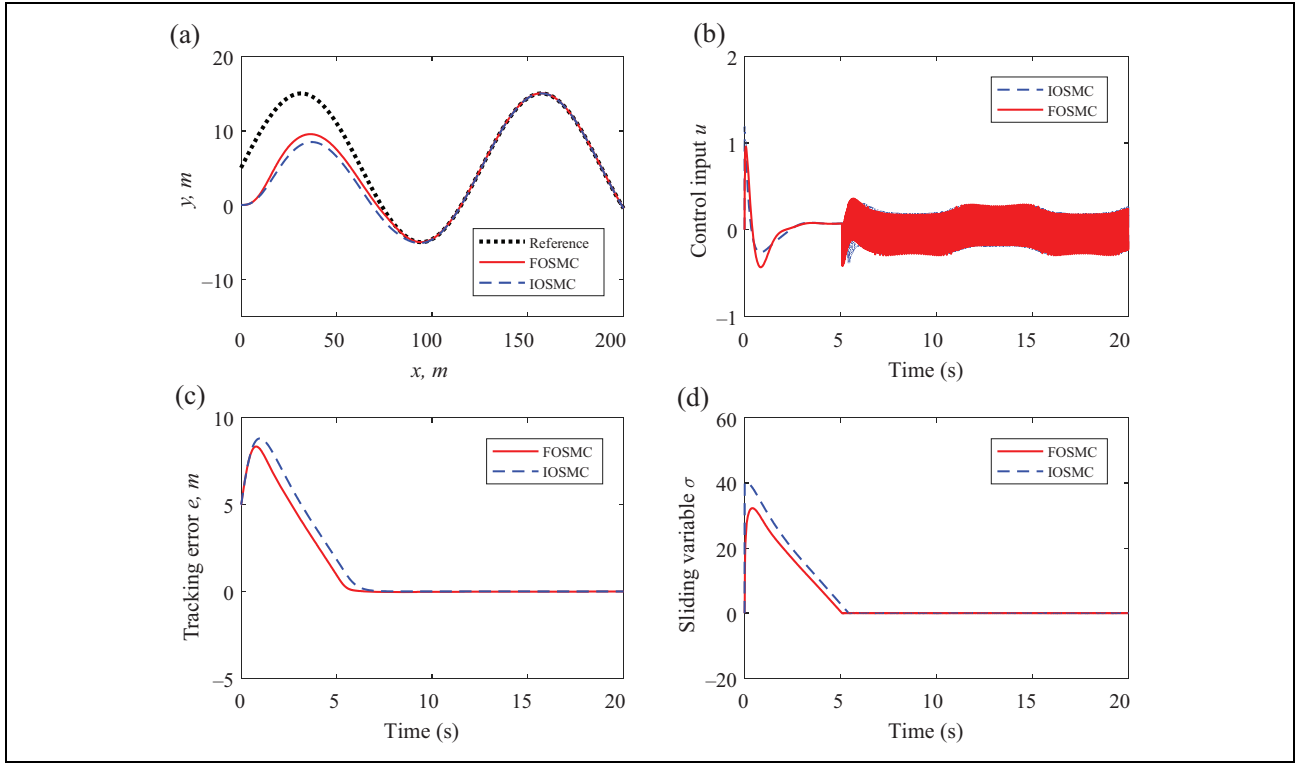 (a)
20
10
0
–10
y, m
Reference
FOSMC
IOSMC
0 50 100 150 200
x, m
(b)
2
1
0
–1
Control input u
IOSMC
FOSMC
0 5 10 15 20
Time (s)
(c)
10
5
0
–5
Tracking error e, m
FOSMC
IOSMC
0 5 10 15 20
Time (s)
(d)
60
40
20
0
–20
Sliding variable σ
FOSMC
IOSMC
0 5 10 15 20
Time (s)